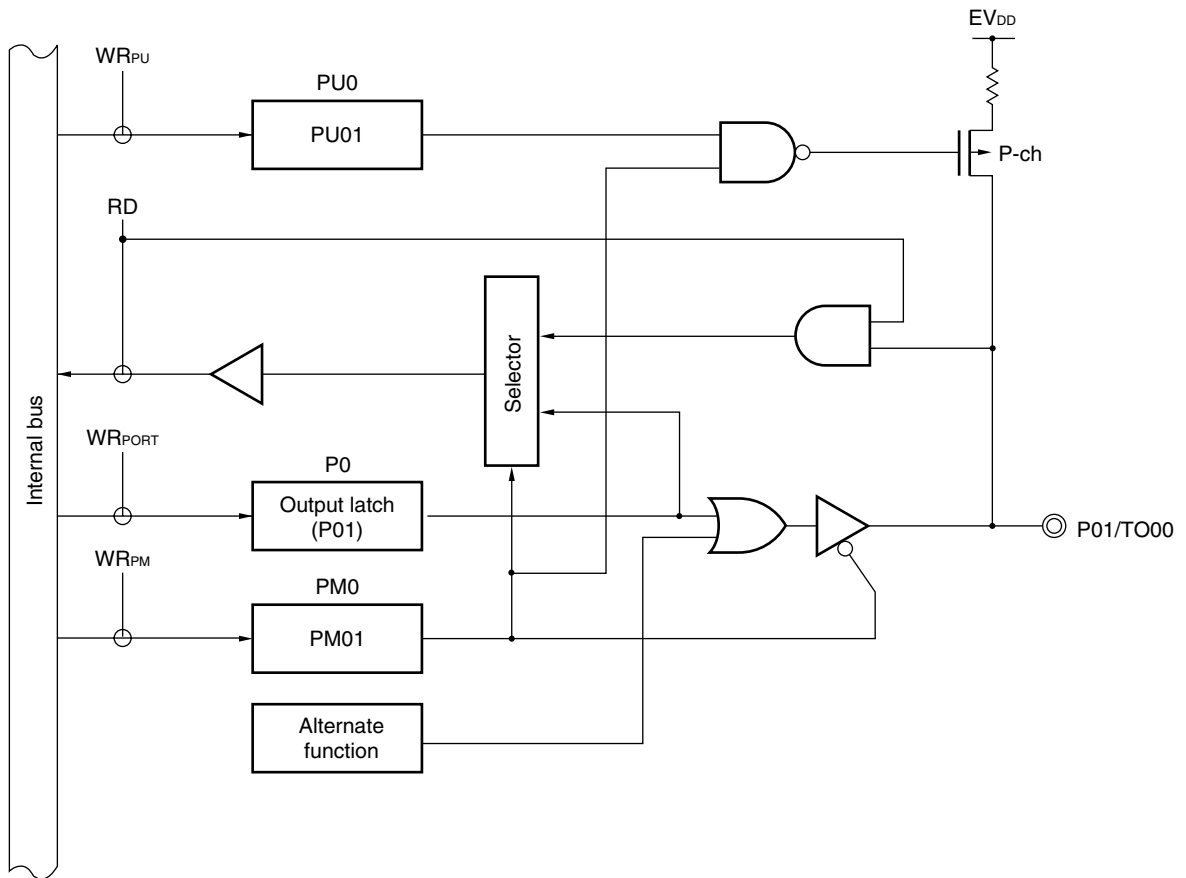 EVDD
WRPU
PU0
PU01
P-ch
RD
Selector
Internal bus
WRPORT
P0
Output latch
(P01)
P01/TO00
WRPM
PM0
PM01
Alternate
function